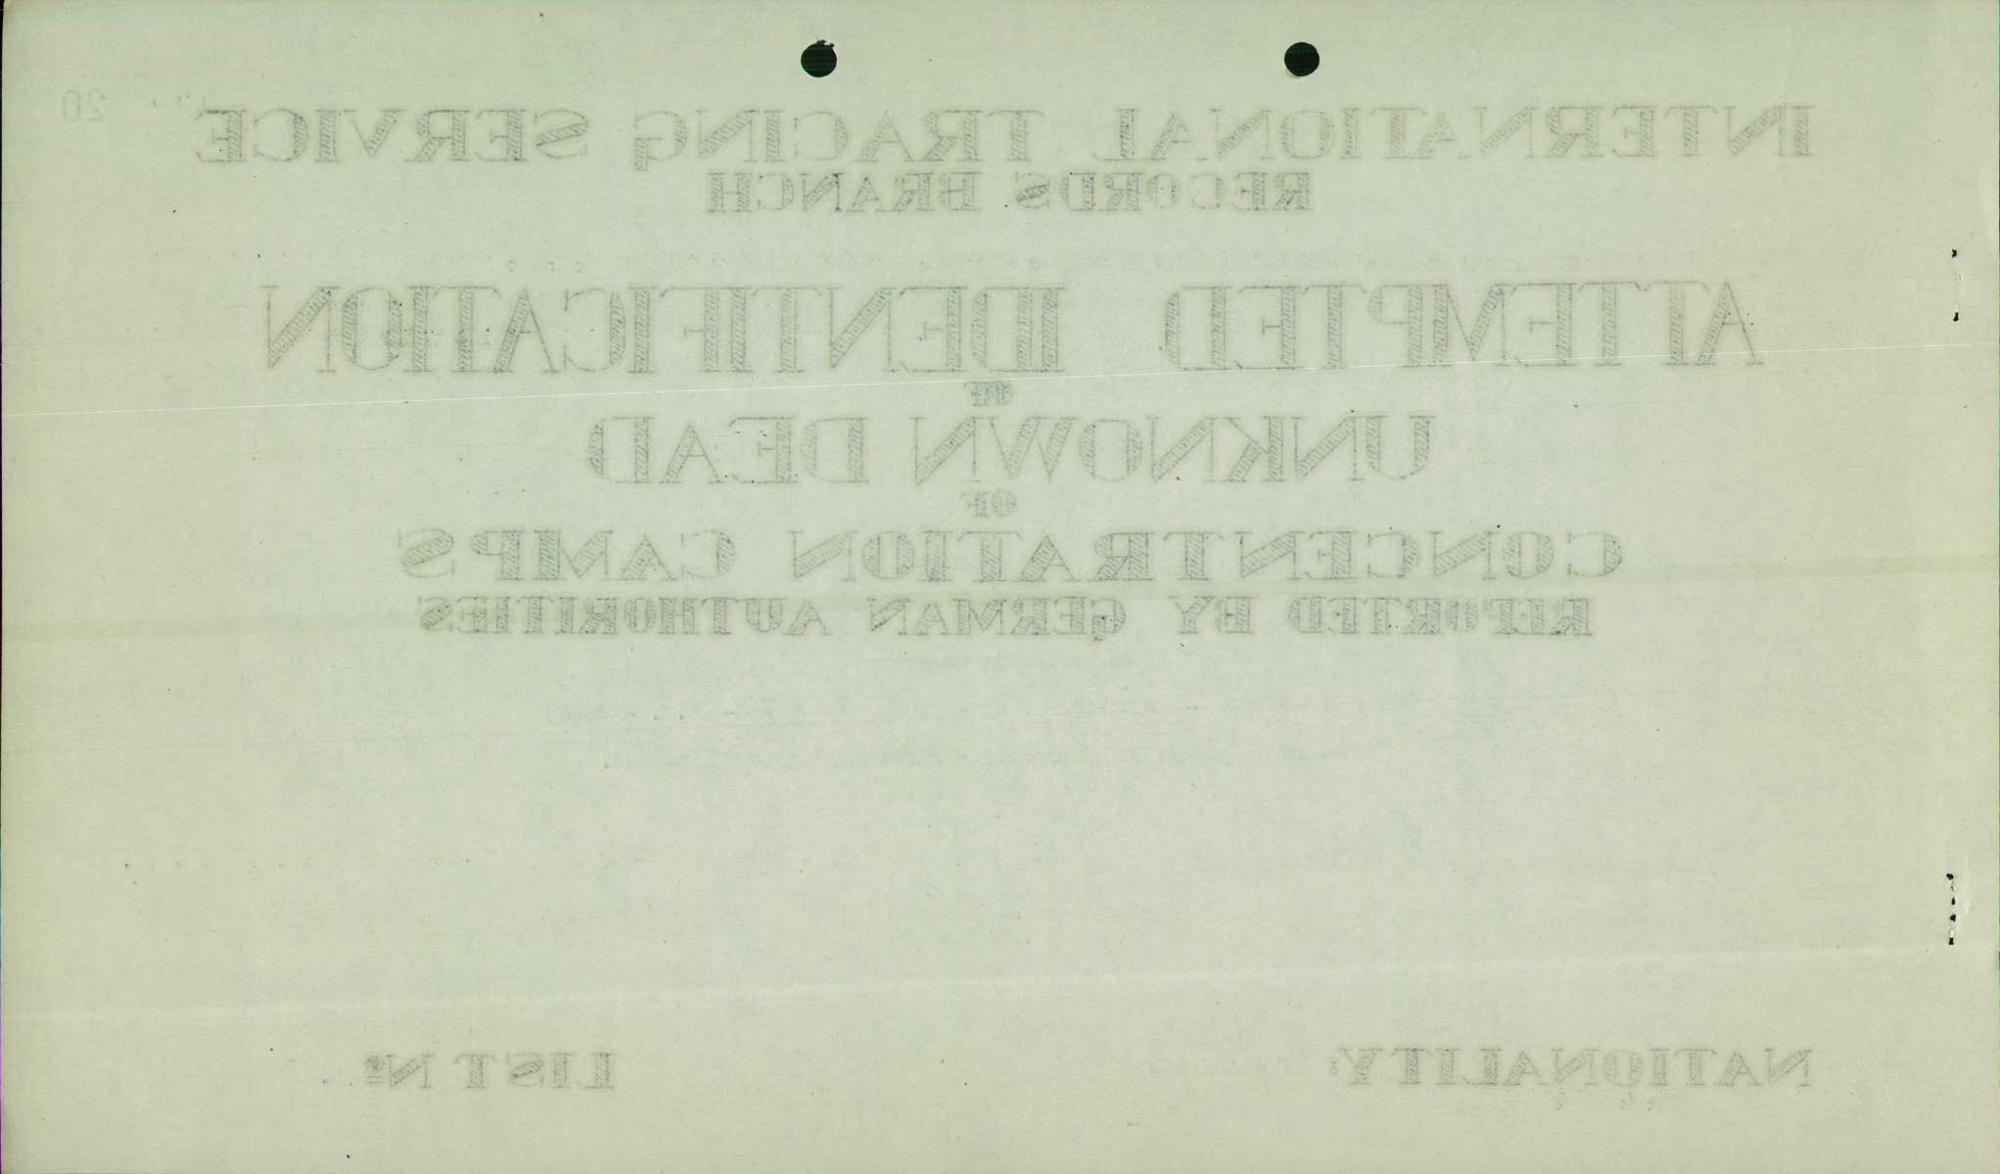 20
INTERNATIONAL TRACING SERVICE
RECORDS BRANCH
ATTEMPTED IDENTIFICATION
OF
UNKNOWN DEAD
OF
CONCENTRATION CAMPS
REPORTED BY GERMAN AUTHORITIES
NATIONALITY: LIST Nº